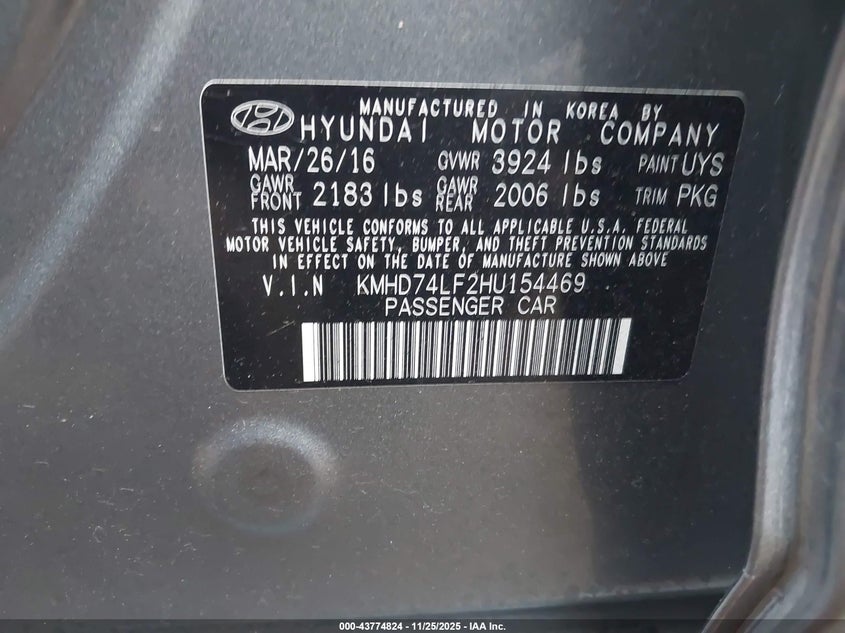 MANUFACTURED IN KOREA BY
HYUNDAI MOTOR COMPANY
MAR/26/16 GVWR 3924 lbs PAINT UYS
GAWR FRONT 2183 lbs GAWR REAR 2006 lbs TRIM PKG
THIS VEHICLE CONFORMS TO ALL APPLICABLE U.S.A. FEDERAL
MOTOR VEHICLE SAFETY, BUMPER, AND THEFT PREVENTION STANDARDS
IN EFFECT ON THE DATE OF MANUFACTURE SHOWN ABOVE
V.I.N KMHD74LF2HU154469
PASSENGER CAR
000-43774824 - 11/25/2025 - IAA Inc.